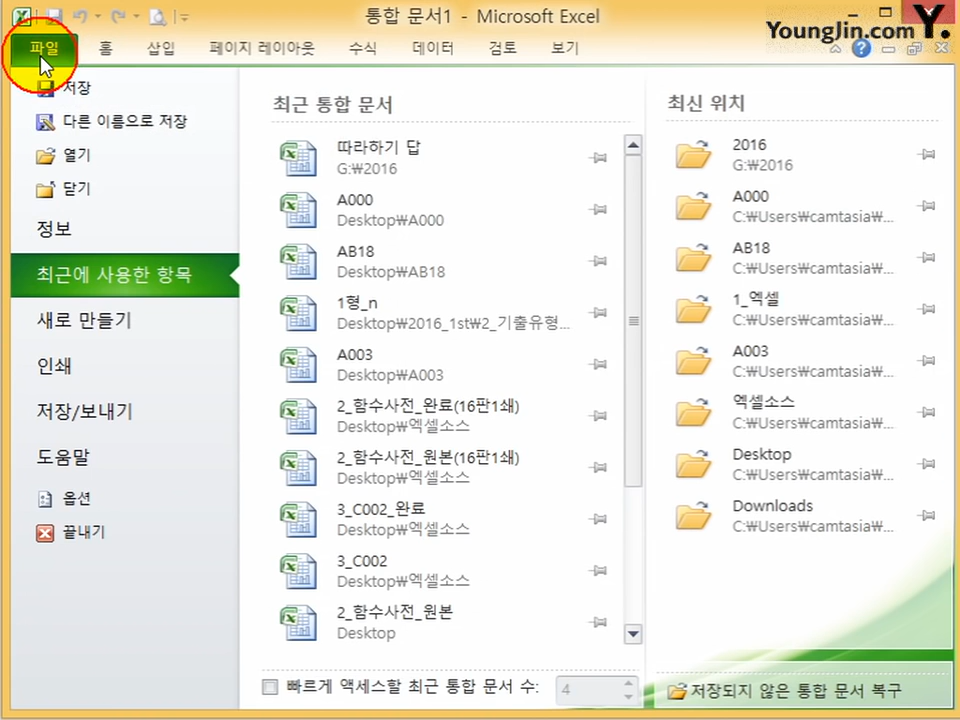 통합 문서1 - Microsoft Excel
YoungJin.com Y.
파일 홈 삽입 페이지 레이아웃 수식 데이터 검토 보기
저장
다른 이름으로 저장
열기
닫기
정보
최근에 사용한 항목
새로 만들기
인쇄
저장/보내기
도움말
옵션
끝내기
최근 통합 문서
따라하기 답
G:₩2016
A000
Desktop₩A000
AB18
Desktop₩AB18
1형_n
Desktop₩2016_1st₩2_기출유형...
A003
Desktop₩A003
2_함수사전_완료(16판1쇄)
Desktop₩엑셀소스
2_함수사전_원본(16판1쇄)
Desktop₩엑셀소스
3_C002_완료
Desktop₩엑셀소스
3_C002
Desktop₩엑셀소스
2_함수사전_원본
Desktop
빠르게 액세스할 최근 통합 문서 수: 4
최신 위치
2016
G:₩2016
A000
C:₩Users₩camtasia₩...
AB18
C:₩Users₩camtasia₩...
1_엑셀
C:₩Users₩camtasia₩...
A003
C:₩Users₩camtasia₩...
엑셀소스
C:₩Users₩camtasia₩...
Desktop
C:₩Users₩camtasia₩...
Downloads
C:₩Users₩camtasia₩...
저장되지 않은 통합 문서 복구